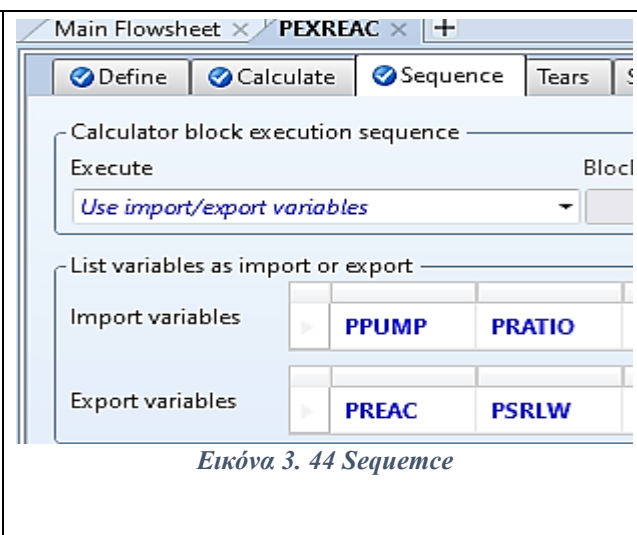 Main Flowsheet × PEXREAC × +
Define Calculate Sequence Tears S
Calculator block execution sequence
Execute Bloc
Use import/export variables
List variables as import or export
Import variables PPUMP PRATIO
Export variables PREAC PSRLW
Εικόνα 3. 44 Sequemce